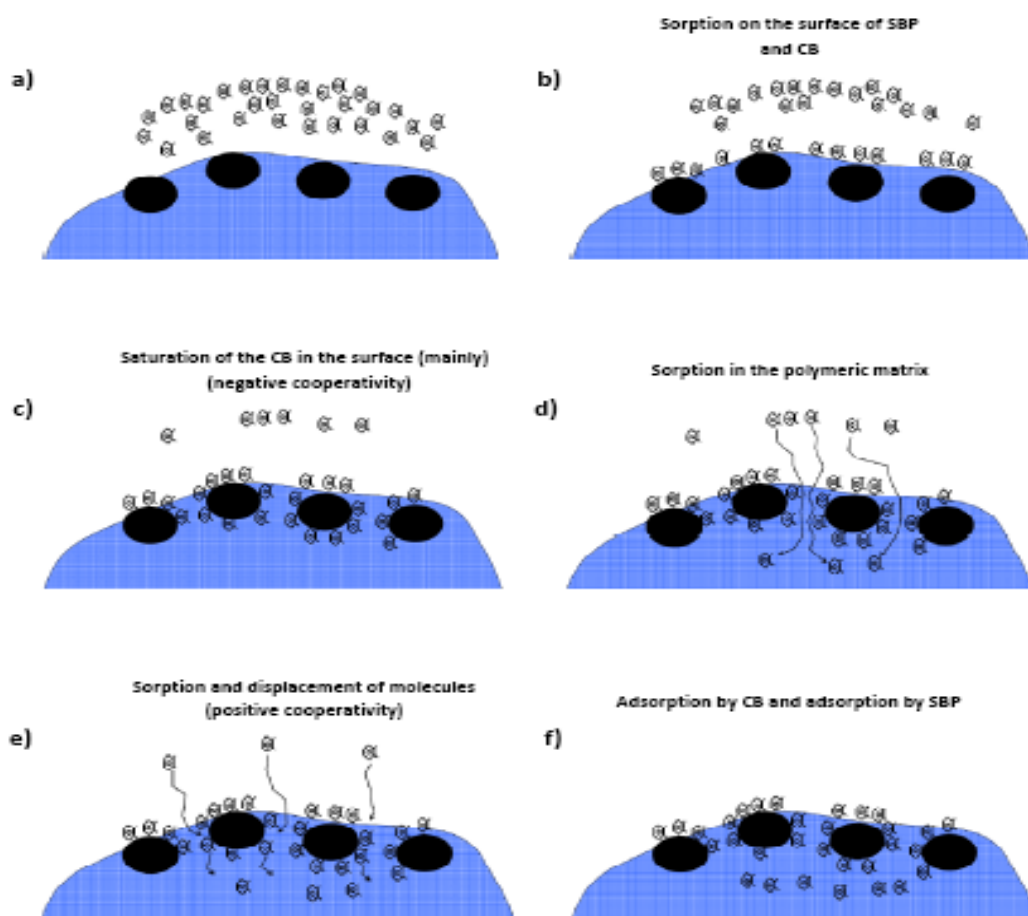 a)
Sorption on the surface of SBP
and CB
b)
Saturation of the CB in the surface (mainly)
(negative cooperativity)
c)
Sorption in the polymeric matrix
d)
Sorption and displacement of molecules
(positive cooperativity)
e)
Adsorption by CB and adsorption by SBP
f)